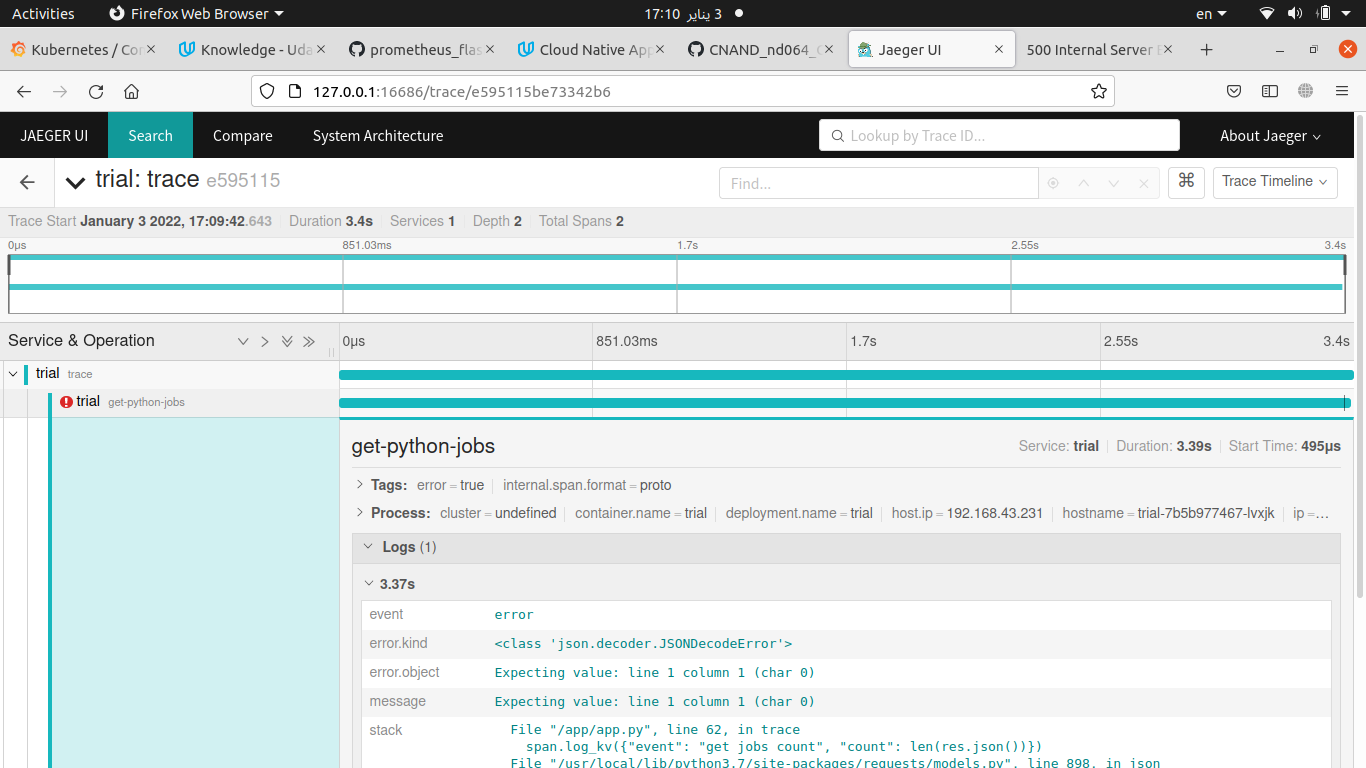 Activities Firefox Web Browser 17:10 3 يناير en
Kubernetes / Cor Knowledge - Uda prometheus_flas Cloud Native App CNAND_nd064_C Jaeger UI 500 Internal Server E
127.0.0.1:16686/trace/e595115be73342b6
JAEGER UI Search Compare System Architecture Lookup by Trace ID... About Jaeger
trial: trace e595115 Find... ⌘ Trace Timeline
Trace Start January 3 2022, 17:09:42.643 Duration 3.4s Services 1 Depth 2 Total Spans 2
0μs 851.03ms 1.7s 2.55s 3.4s
Service & Operation 0μs 851.03ms 1.7s 2.55s 3.4s
trial trace
trial get-python-jobs
get-python-jobs Service: trial Duration: 3.39s Start Time: 495μs
Tags: error = true internal.span.format = proto
Process: cluster = undefined container.name = trial deployment.name = trial host.ip = 192.168.43.231 hostname = trial-7b5b977467-lvxjk ip =…
Logs (1)
3.37s
event error
error.kind <class 'json.decoder.JSONDecodeError'>
error.object Expecting value: line 1 column 1 (char 0)
message Expecting value: line 1 column 1 (char 0)
stack File "/app/app.py", line 62, in trace
span.log_kv({"event": "get jobs count", "count": len(res.json())})
File "/usr/local/lib/python3.7/site-packages/requests/models.py", line 898, in json